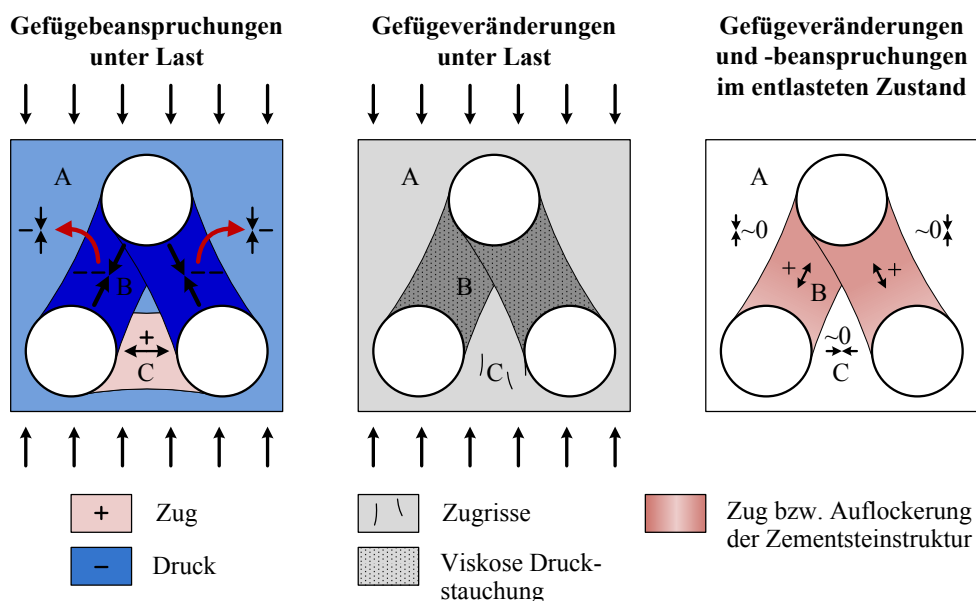 Gefügebeanspruchungen
unter Last
Gefügeveränderungen
unter Last
Gefügeveränderungen
und -beanspruchungen
im entlasteten Zustand
A
−
−
− −
− −
B
+
C
A
B
C
A
~0
~0
+
+
B
~0
C
+
Zug
−
Druck
Zugrisse
Viskose Druck-
stauchung
Zug bzw. Auflockerung
der Zementsteinstruktur